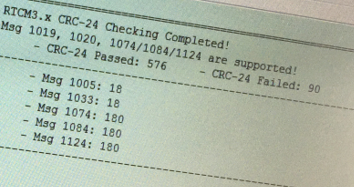 RTCM3.x CRC-24 Checking Completed!
Msg 1019, 1020, 1074/1084/1124 are supported!
- CRC-24 Passed: 576 - CRC-24 Failed: 90
- Msg 1005: 18
- Msg 1033: 18
- Msg 1074: 180
- Msg 1084: 180
- Msg 1124: 180